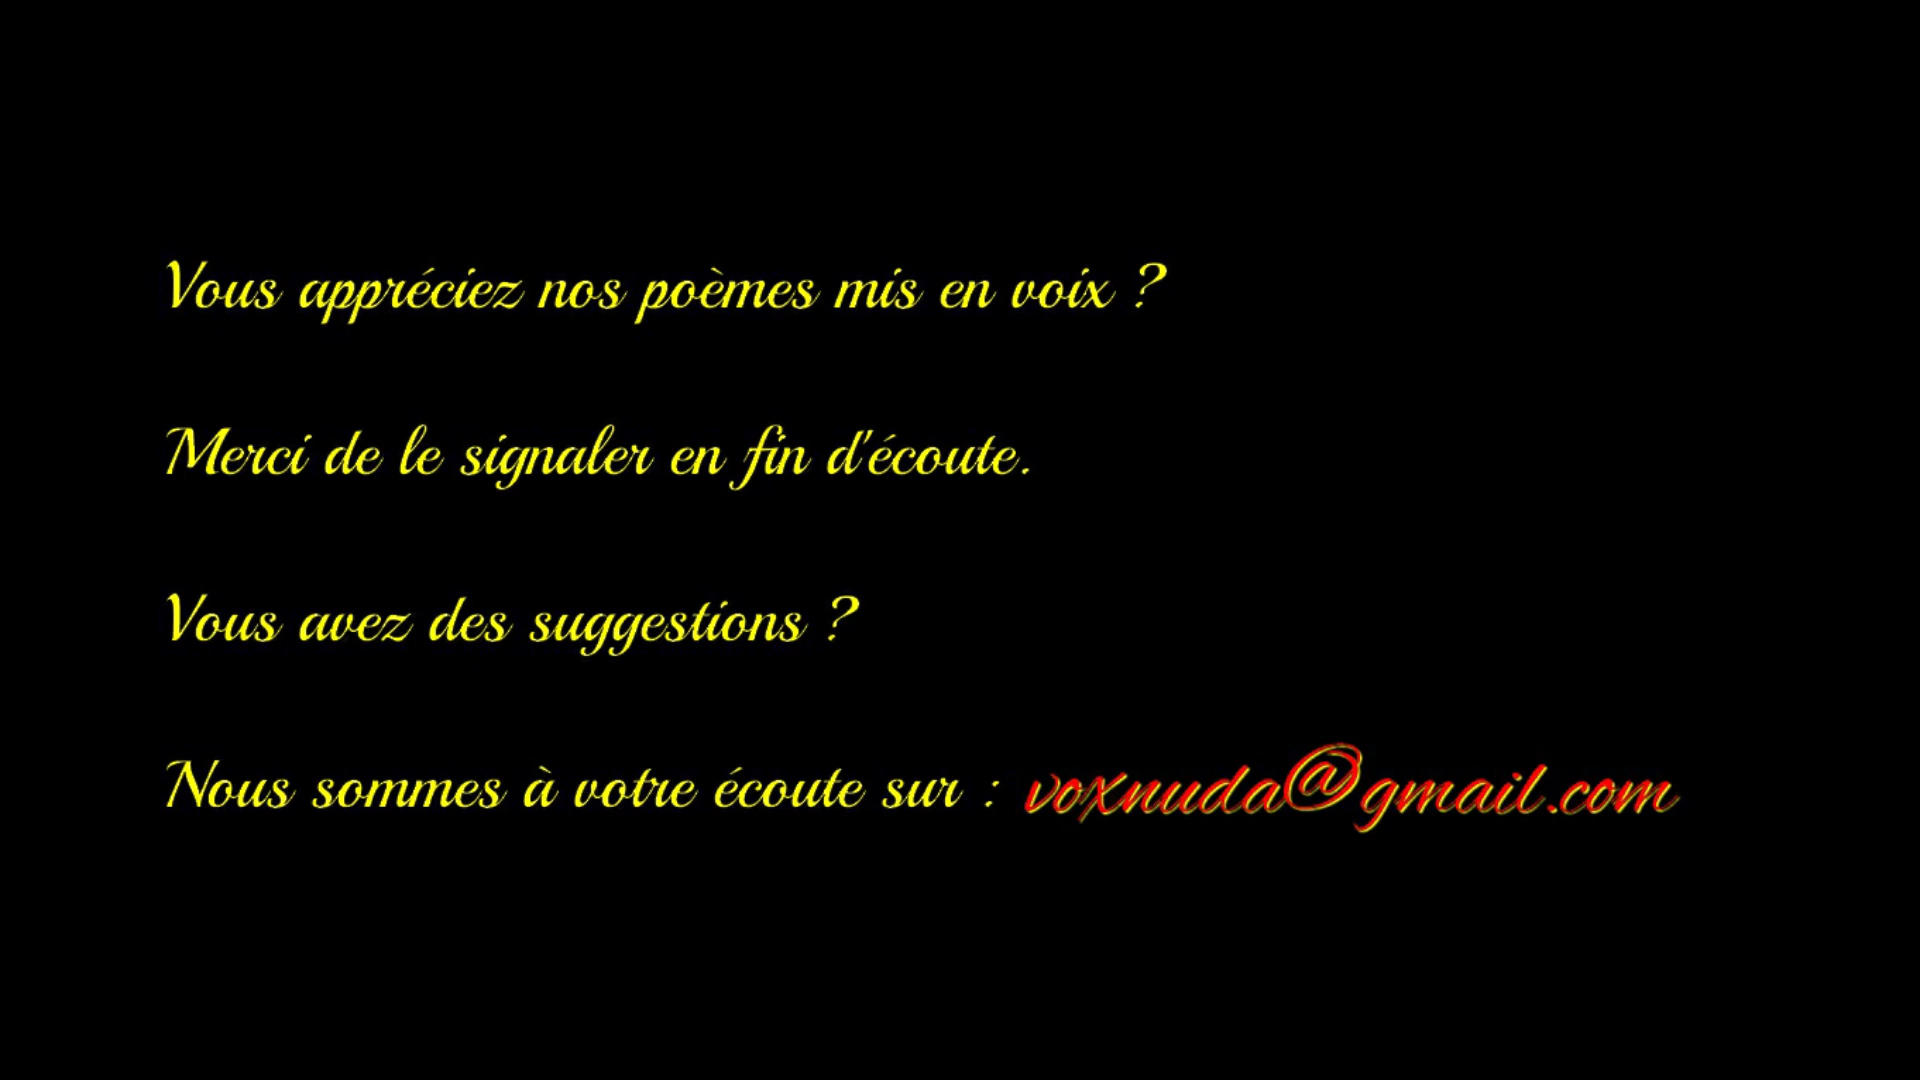 Vous appréciez nos poèmes mis en voix ?
Merci de le signaler en fin d'écoute.
Vous avez des suggestions ?
Nous sommes à votre écoute sur : voxnuda@gmail.com